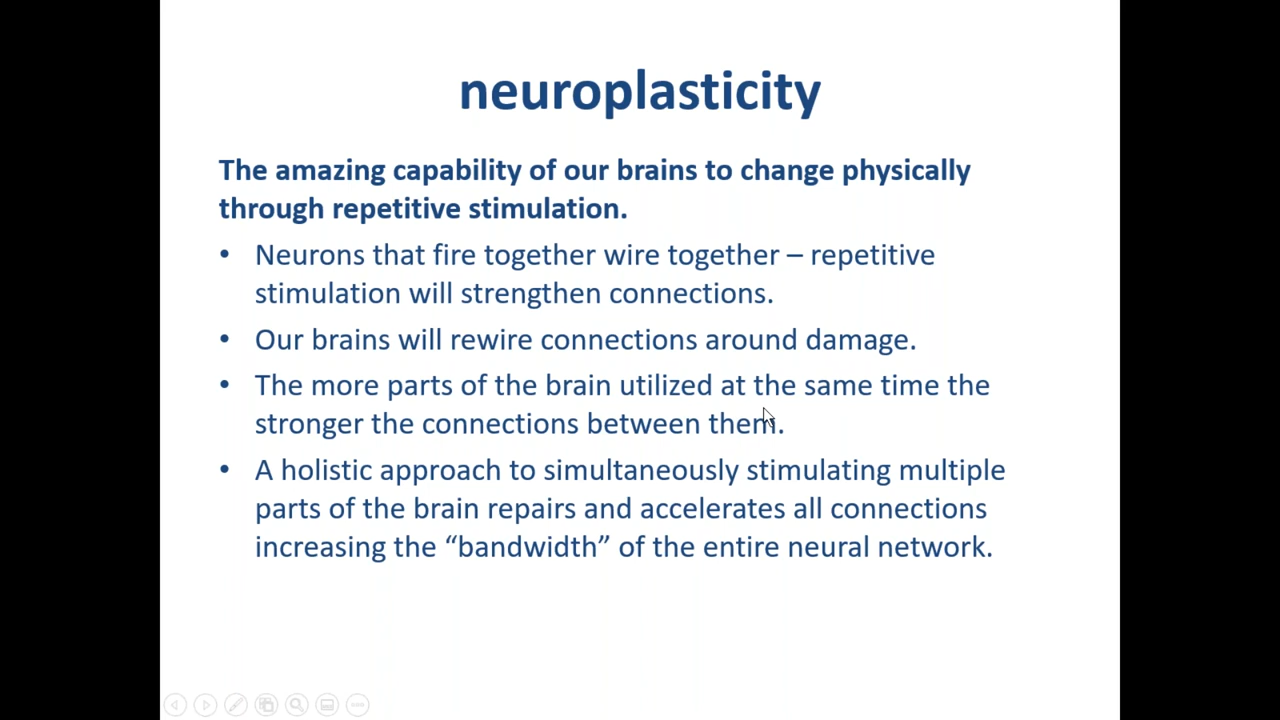 neuroplasticity
The amazing capability of our brains to change physically
through repetitive stimulation.
• Neurons that fire together wire together – repetitive
stimulation will strengthen connections.
• Our brains will rewire connections around damage.
• The more parts of the brain utilized at the same time the
stronger the connections between them.
• A holistic approach to simultaneously stimulating multiple
parts of the brain repairs and accelerates all connections
increasing the “bandwidth” of the entire neural network.